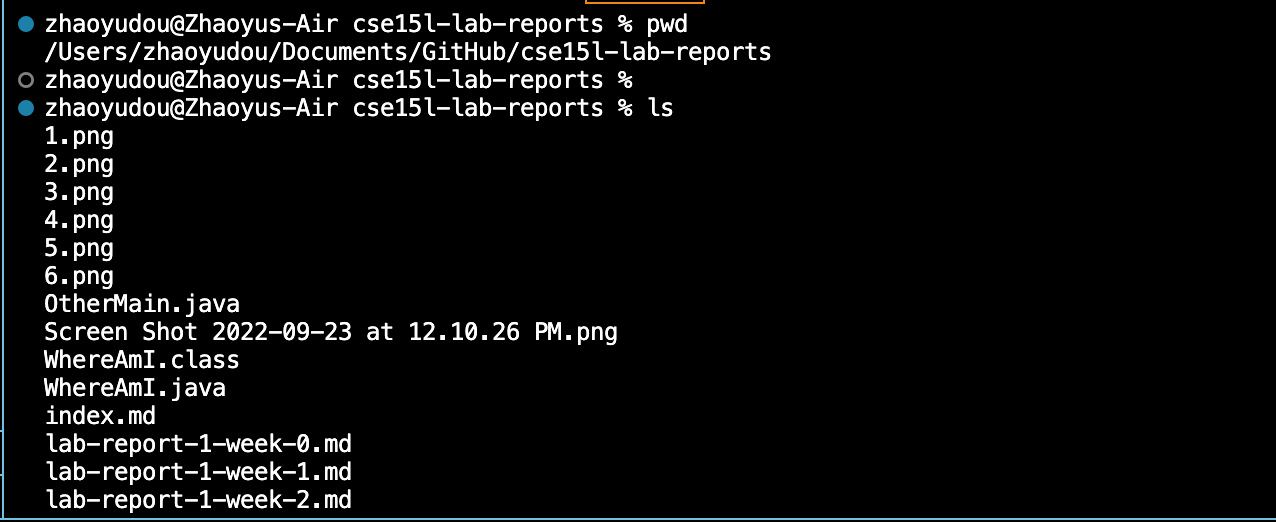 zhaoyudou@Zhaoyus-Air cse15l-lab-reports % pwd
/Users/zhaoyudou/Documents/GitHub/cse15l-lab-reports
zhaoyudou@Zhaoyus-Air cse15l-lab-reports %
zhaoyudou@Zhaoyus-Air cse15l-lab-reports % ls
1.png
2.png
3.png
4.png
5.png
6.png
OtherMain.java
Screen Shot 2022-09-23 at 12.10.26 PM.png
WhereAmI.class
WhereAmI.java
index.md
lab-report-1-week-0.md
lab-report-1-week-1.md
lab-report-1-week-2.md